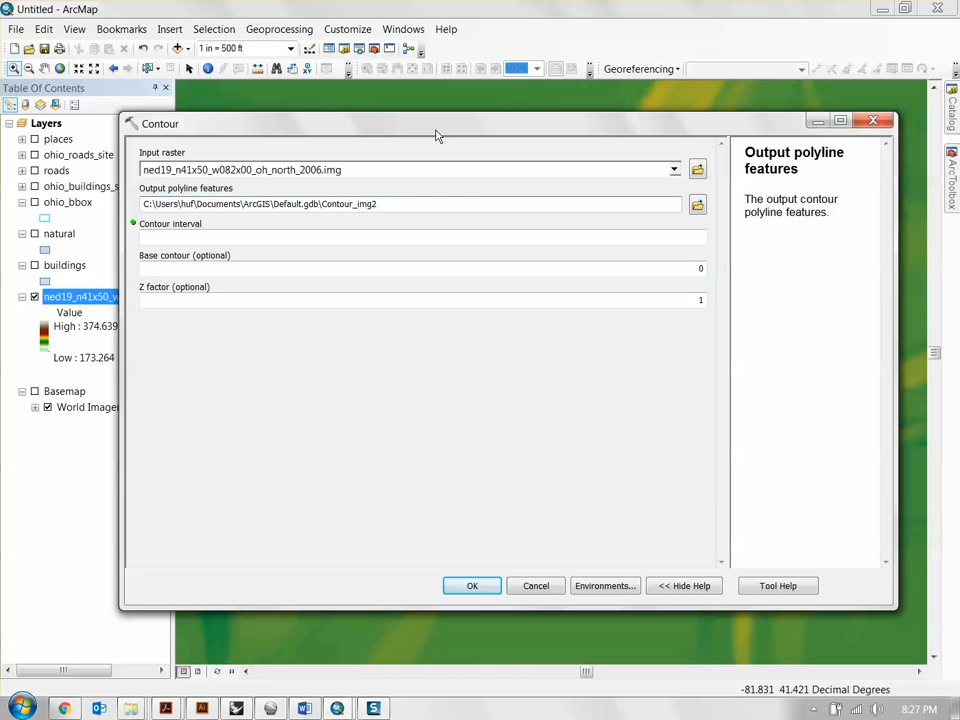 Untitled - ArcMap
File Edit View Bookmarks Insert Selection Geoprocessing Customize Windows Help
1 in = 500 ft
Georeferencing
Table Of Contents
Layers
places
ohio_roads_site
roads
ohio_buildings_s
ohio_bbox
natural
buildings
ned19_n41x50_w
Value
High : 374.639
Low : 173.264
Basemap
World Imager
Contour
Input raster
ned19_n41x50_w082x00_oh_north_2006.img
Output polyline features
C:\Users\huf\Documents\ArcGIS\Default.gdb\Contour_img2
Contour interval
Base contour (optional)
0
Z factor (optional)
1
Output polyline
features
The output contour
polyline features.
OK Cancel Environments... << Hide Help Tool Help
Catalog
ArcToolbox
-81.831 41.421 Decimal Degrees
8:27 PM